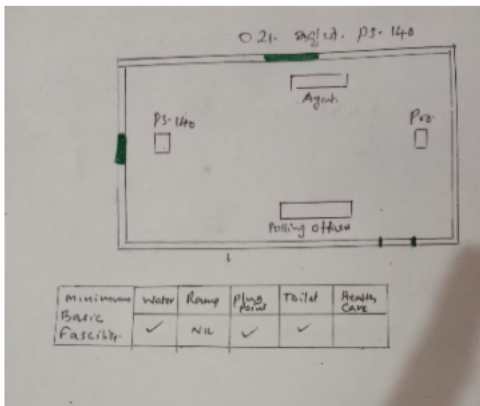 021. PS-140
Agent
PS-140
Pro.
Polling officer
Minimum Basic Fascility. Water Ramp Plug Point Toilet Health Care
✓ NIL ✓ ✓